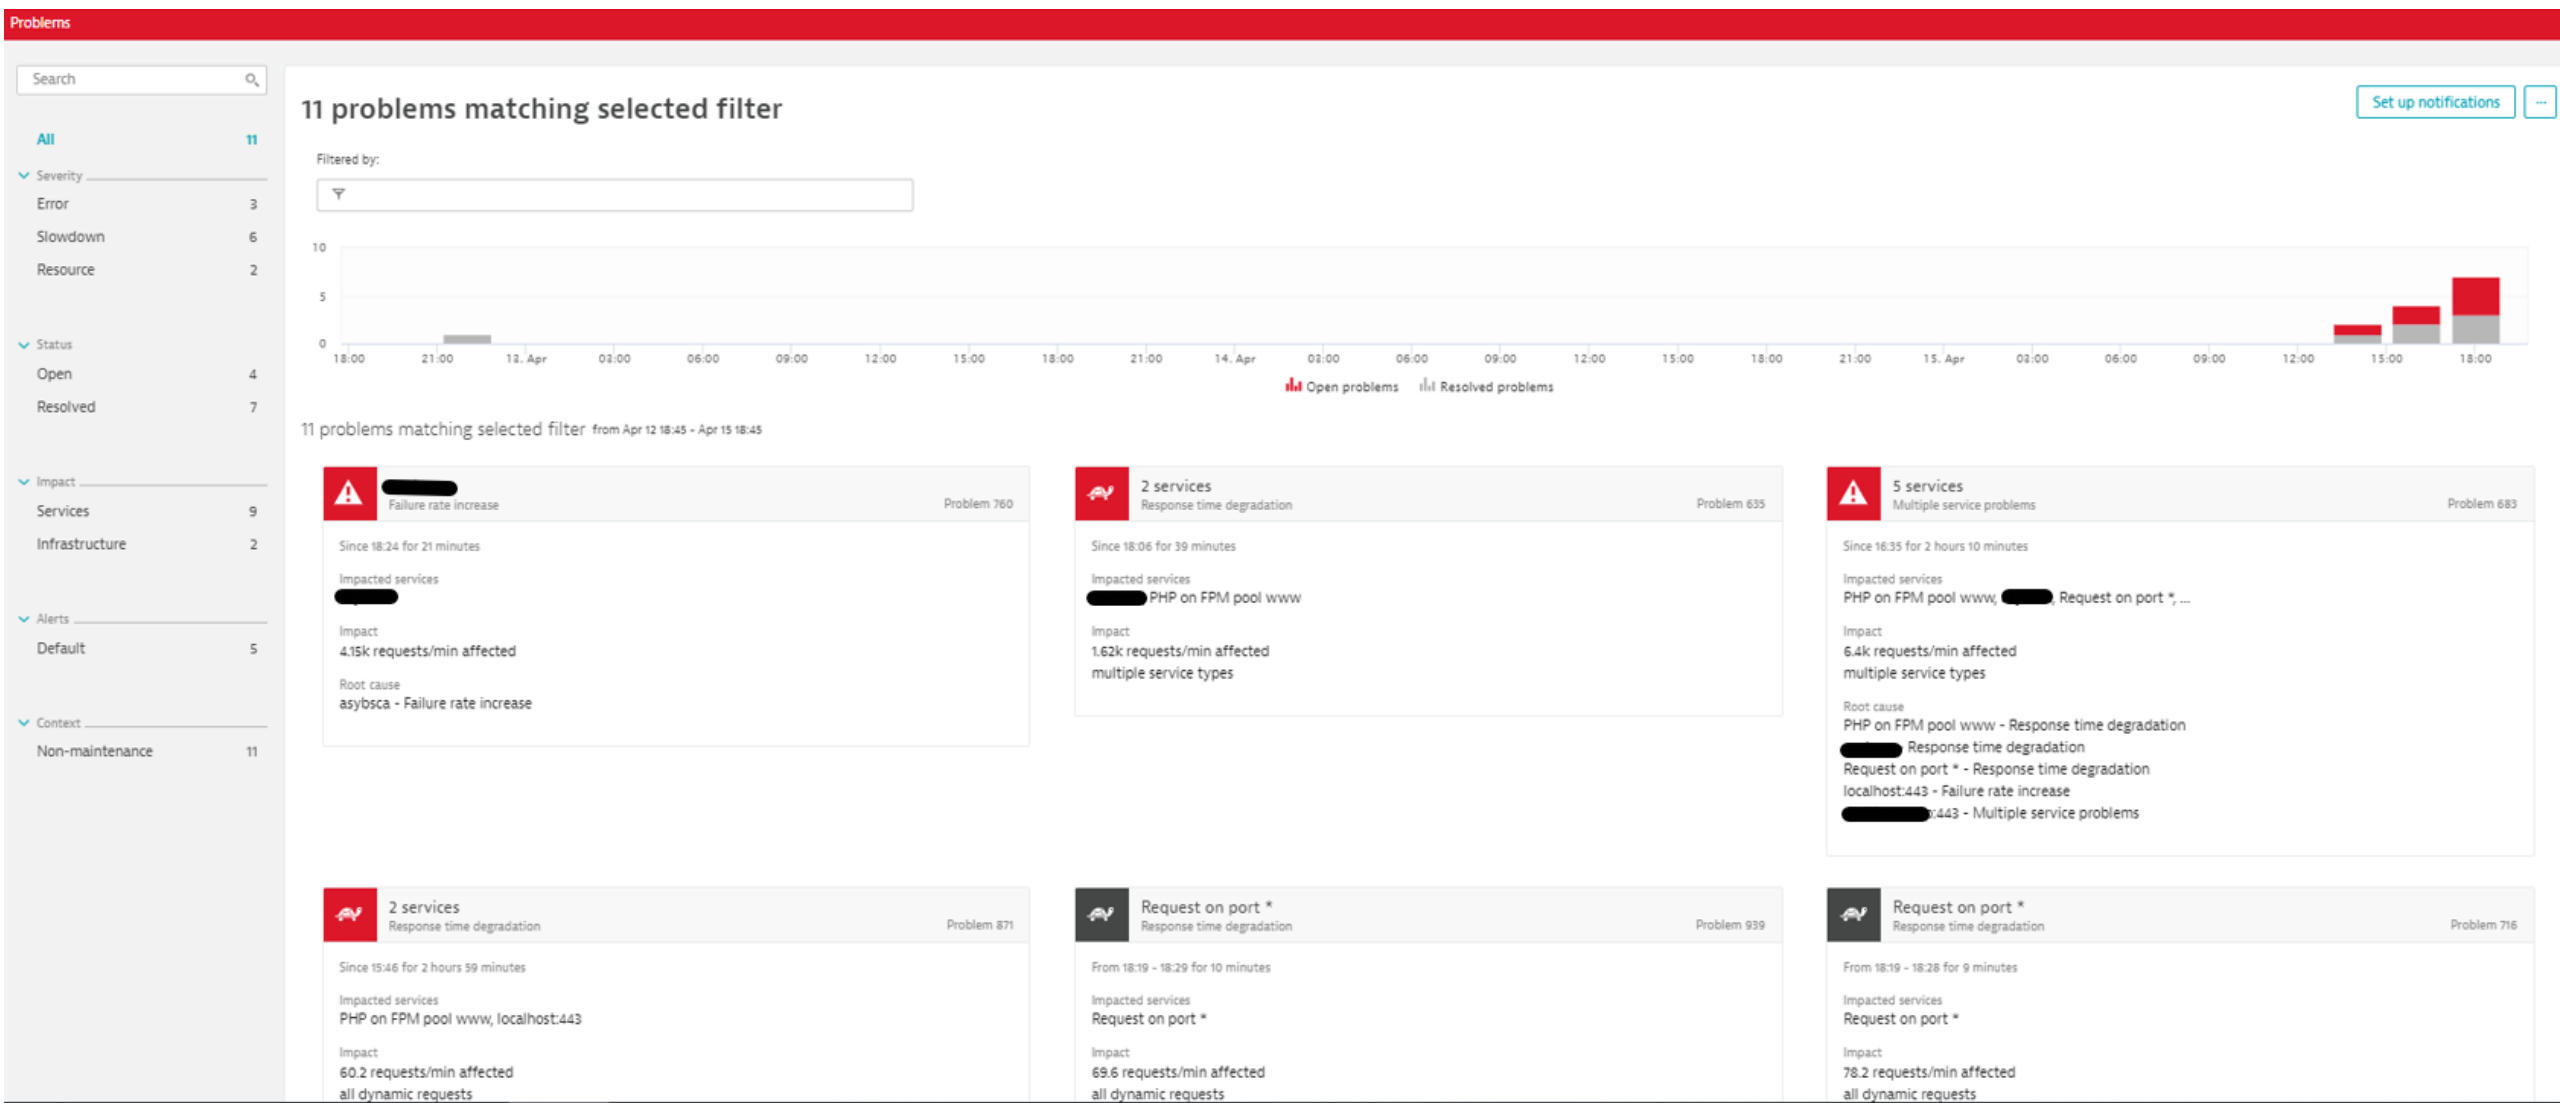 Problems
Search
All 11
Severity
Error 3
Slowdown 6
Resource 2
Status
Open 4
Resolved 7
Impact
Services 9
Infrastructure 2
Alerts
Default 5
Context
Non-maintenance 11
11 problems matching selected filter
Set up notifications ...
Filtered by:
10
5
0
18:00 21:00 13. Apr 03:00 06:00 09:00 12:00 15:00 18:00 21:00 14. Apr 03:00 06:00 09:00 12:00 15:00 18:00 21:00 15. Apr 03:00 06:00 09:00 12:00 15:00 18:00
Open problems Resolved problems
11 problems matching selected filter from Apr 12 18:45 - Apr 15 18:45
Failure rate increase Problem 760
Since 18:24 for 21 minutes
Impacted services
Impact
4.15k requests/min affected
Root cause
asybsca - Failure rate increase
2 services
Response time degradation Problem 635
Since 18:06 for 39 minutes
Impacted services
PHP on FPM pool www
Impact
1.62k requests/min affected
multiple service types
5 services
Multiple service problems Problem 683
Since 16:35 for 2 hours 10 minutes
Impacted services
PHP on FPM pool www, , Request on port *, ...
Impact
6.4k requests/min affected
multiple service types
Root cause
PHP on FPM pool www - Response time degradation
Response time degradation
Request on port * - Response time degradation
localhost:443 - Failure rate increase
:443 - Multiple service problems
2 services
Response time degradation Problem 871
Since 15:46 for 2 hours 59 minutes
Impacted services
PHP on FPM pool www, localhost:443
Impact
60.2 requests/min affected
all dynamic requests
Request on port *
Response time degradation Problem 939
From 18:19 - 18:29 for 10 minutes
Impacted services
Request on port *
Impact
69.6 requests/min affected
all dynamic requests
Request on port *
Response time degradation Problem 716
From 18:19 - 18:28 for 9 minutes
Impacted services
Request on port *
Impact
78.2 requests/min affected
all dynamic requests